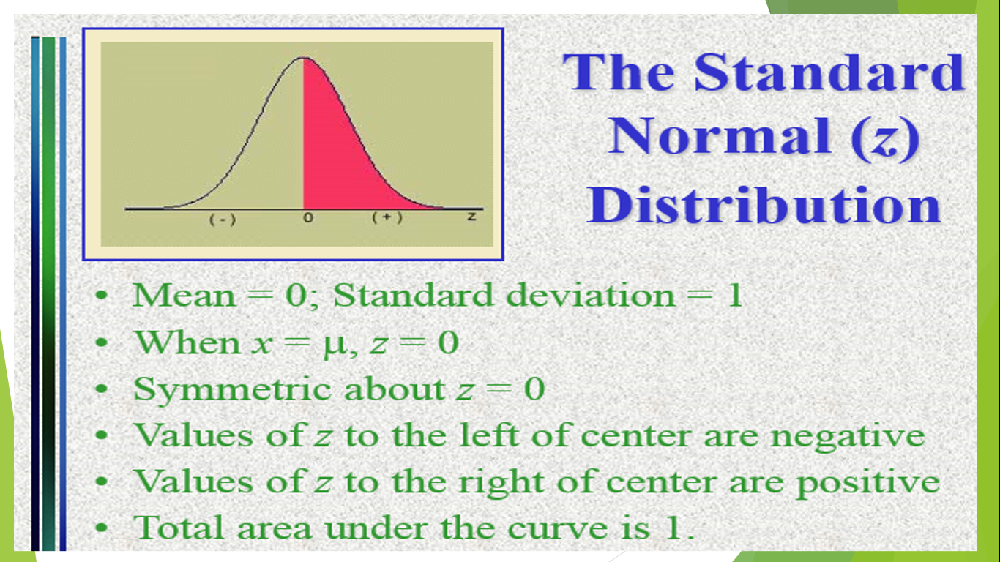 The Standard
Normal (z)
Distribution
(-) 0 (+) z
• Mean = 0; Standard deviation = 1
• When x = μ, z = 0
• Symmetric about z = 0
• Values of z to the left of center are negative
• Values of z to the right of center are positive
• Total area under the curve is 1.